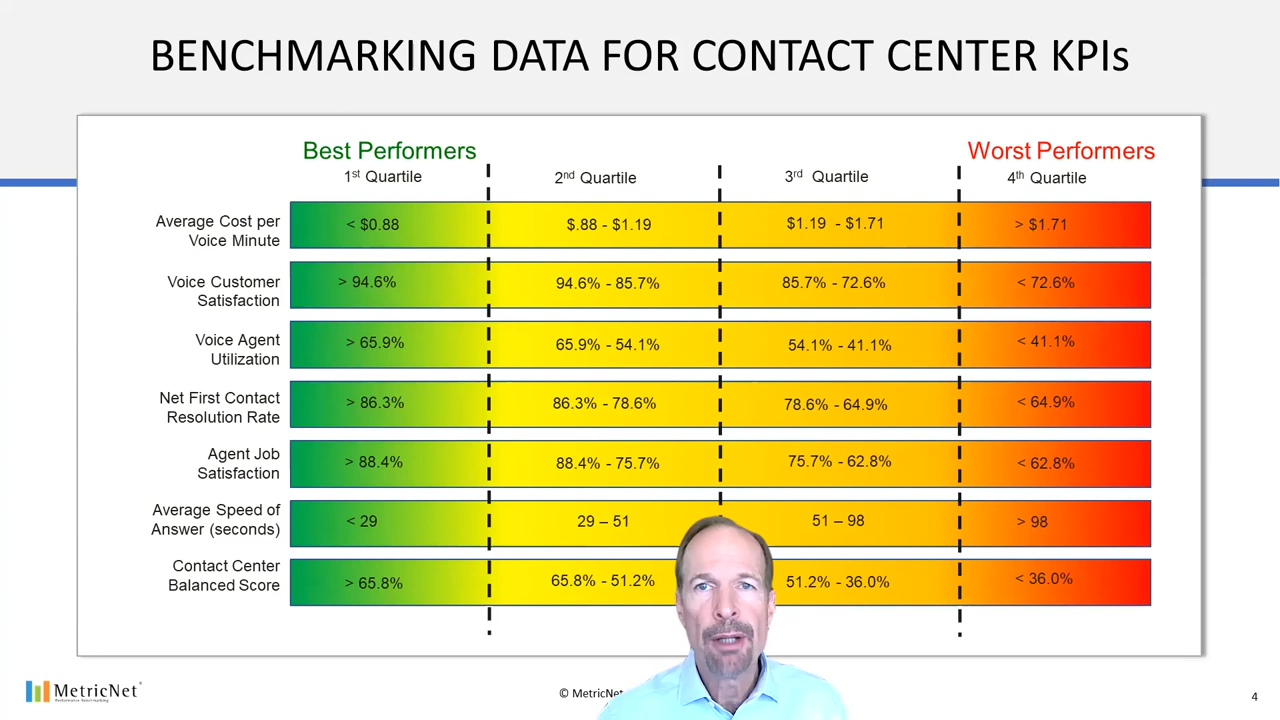 BENCHMARKING DATA FOR CONTACT CENTER KPIs
Best Performers
Worst Performers
1st Quartile
2nd Quartile
3rd Quartile
4th Quartile
Average Cost per
Voice Minute
< $0.88
$.88 - $1.19
$1.19 - $1.71
> $1.71
Voice Customer
Satisfaction
> 94.6%
94.6% - 85.7%
85.7% - 72.6%
< 72.6%
Voice Agent
Utilization
> 65.9%
65.9% - 54.1%
54.1% - 41.1%
< 41.1%
Net First Contact
Resolution Rate
> 86.3%
86.3% - 78.6%
78.6% - 64.9%
< 64.9%
Agent Job
Satisfaction
> 88.4%
88.4% - 75.7%
75.7% - 62.8%
< 62.8%
Average Speed of
Answer (seconds)
< 29
29 – 51
51 – 98
> 98
Contact Center
Balanced Score
> 65.8%
65.8% - 51.2%
51.2% - 36.0%
< 36.0%
MetricNet®
Performance Benchmarking
© MetricNet
4